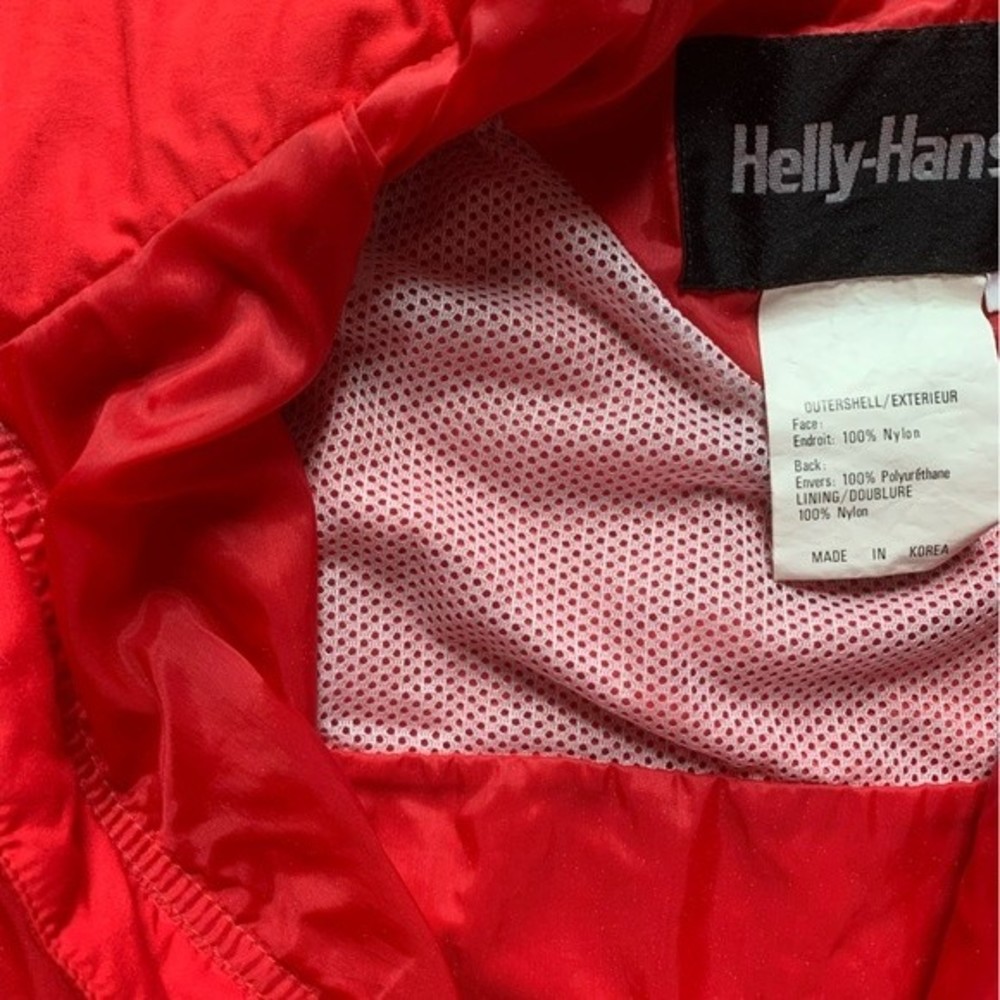 Helly-Hans
OUTERSHELL/EXTERIEUR
Face:
Endroit: 100% Nylon
Back:
Envers: 100% Polyuréthane
LINING/DOUBLURE
100% Nylon
MADE IN KOREA